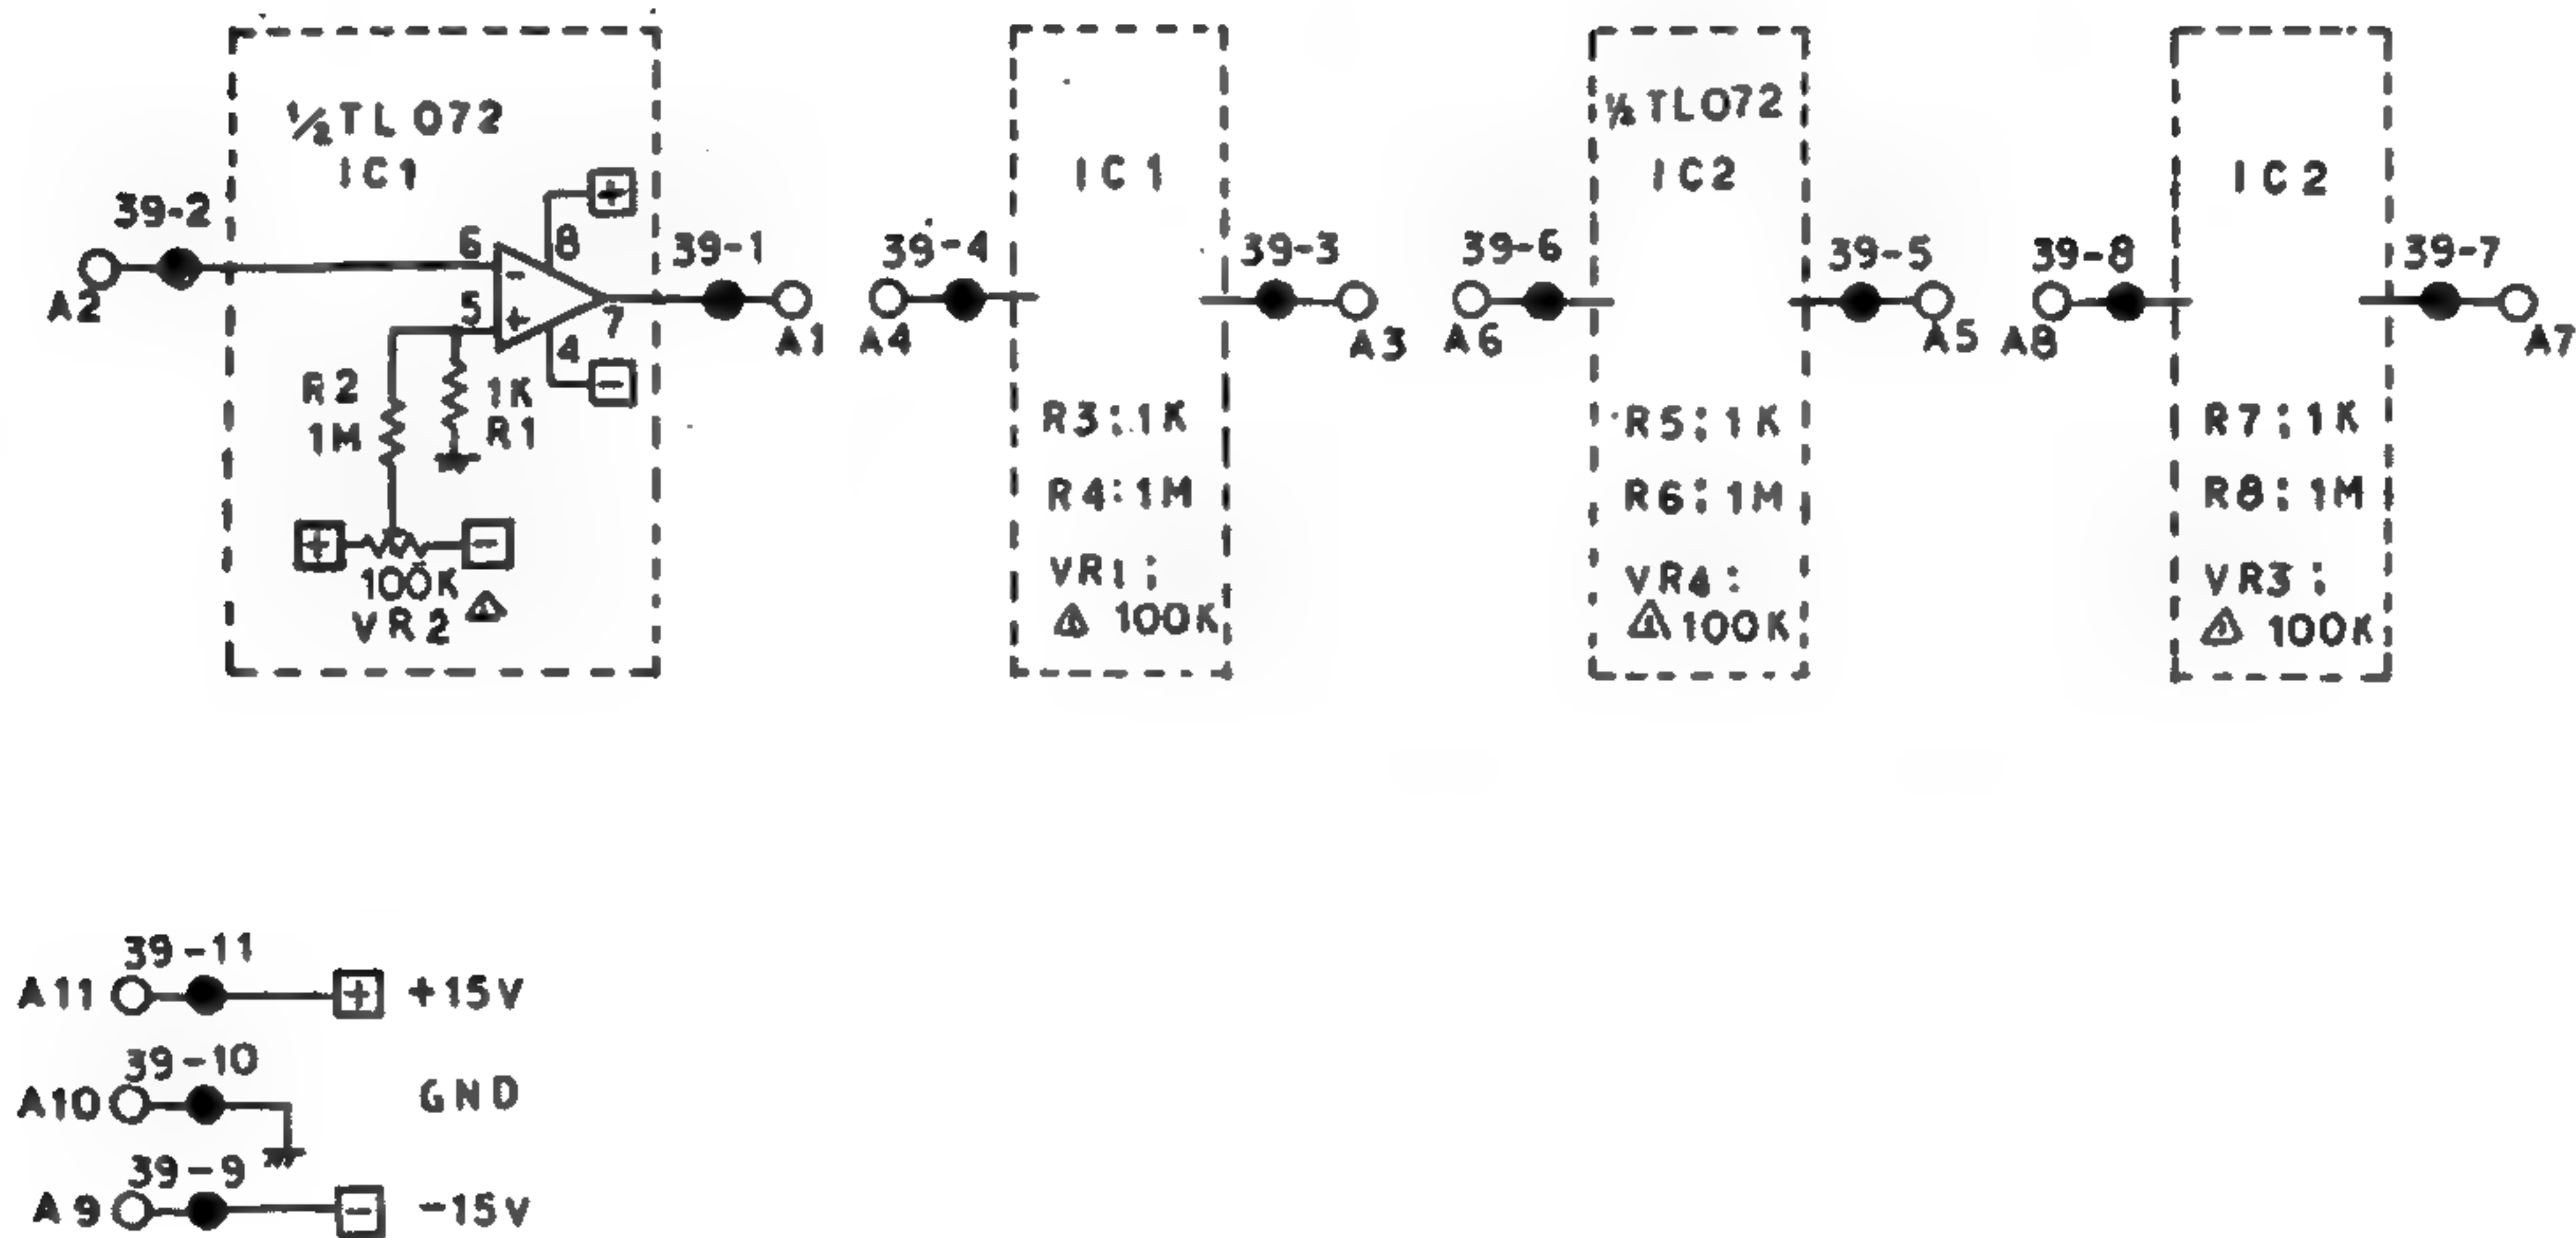 ½TL072
IC1
39-2
A2
6
8
+
-
5
+
7
4
-
39-1
A1
R2
1M
1K
R1
+
-
100K
VR2
39-4
A4
IC1
39-3
A3
R3:1K
R4:1M
VR1:
100K
39-6
A6
½TL072
IC2
39-5
A5
R5:1K
R6:1M
VR4:
100K
39-8
A8
IC2
39-7
A7
R7:1K
R8:1M
VR3:
100K
39-11
A11 + +15V
39-10
A10 GND
39-9
A9 - -15V